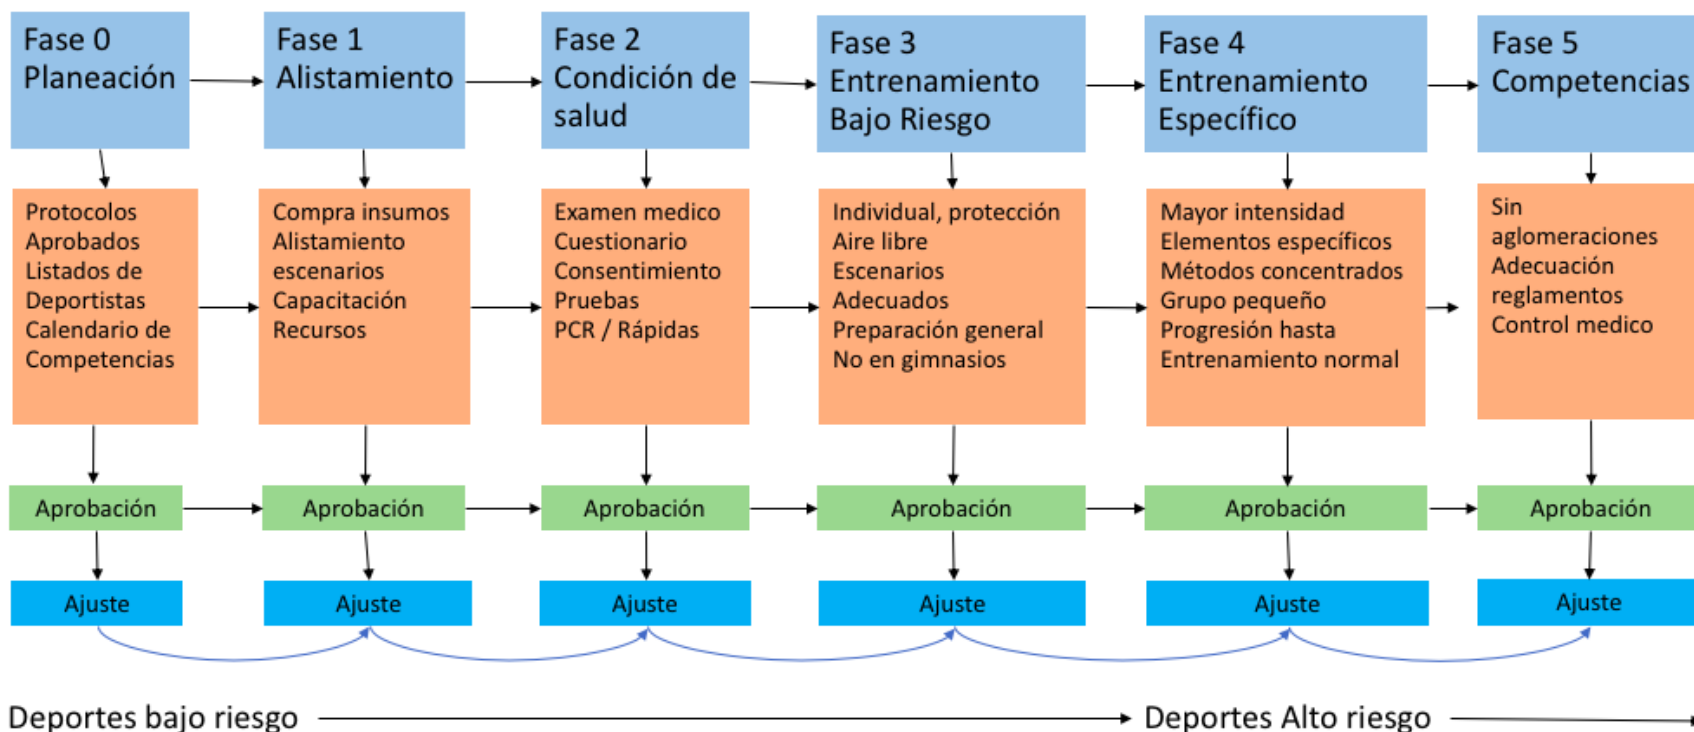 Fase 0
Planeación
Fase 1
Alistamiento
Fase 2
Condición de
salud
Fase 3
Entrenamiento
Bajo Riesgo
Fase 4
Entrenamiento
Específico
Fase 5
Competencias
Protocolos
Aprobados
Listados de
Deportistas
Calendario de
Competencias
Compra insumos
Alistamiento
escenarios
Capacitación
Recursos
Examen medico
Cuestionario
Consentimiento
Pruebas
PCR / Rápidas
Individual, protección
Aire libre
Escenarios
Adecuados
Preparación general
No en gimnasios
Mayor intensidad
Elementos específicos
Métodos concentrados
Grupo pequeño
Progresión hasta
Entrenamiento normal
Sin
aglomeraciones
Adecuación
reglamentos
Control medico
Aprobación
Aprobación
Aprobación
Aprobación
Aprobación
Aprobación
Ajuste
Ajuste
Ajuste
Ajuste
Ajuste
Ajuste
Deportes bajo riesgo
Deportes Alto riesgo